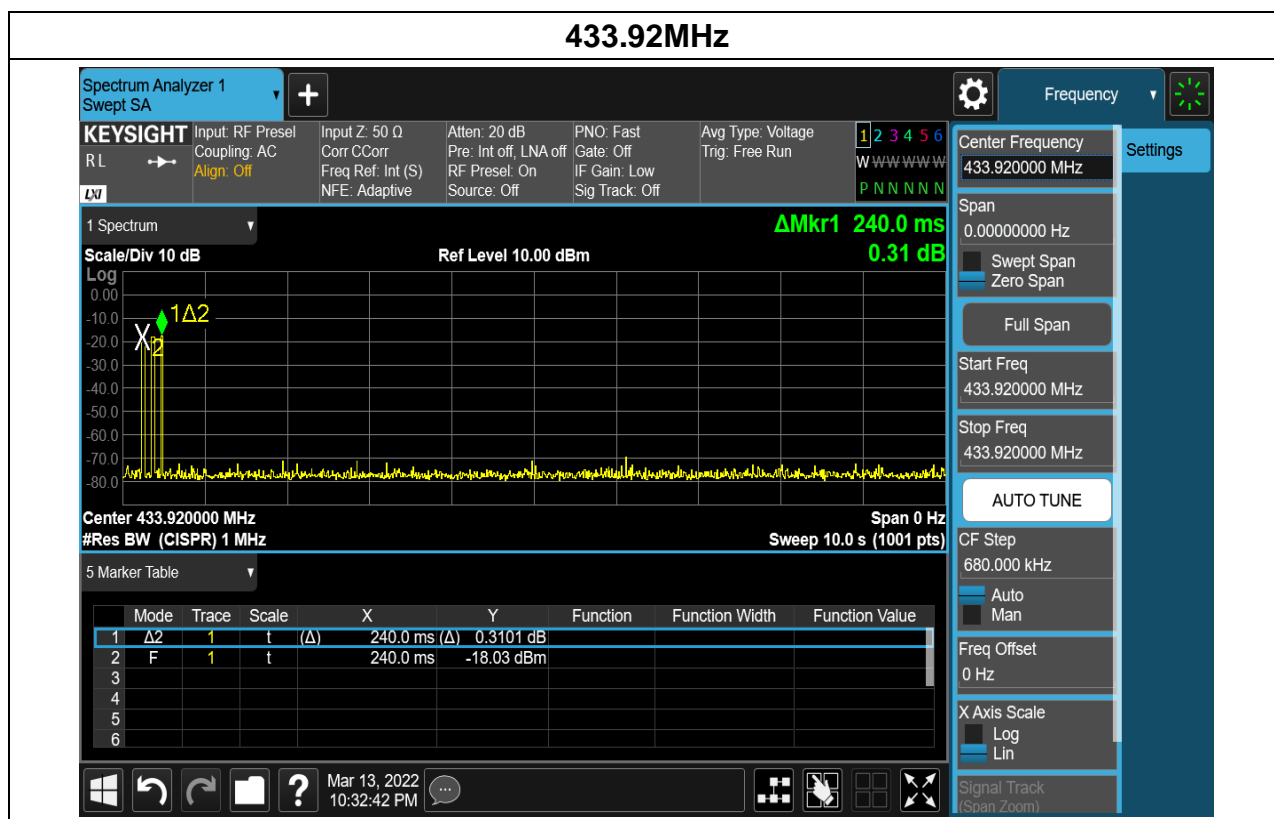 433.92MHz
Spectrum Analyzer 1
Swept SA
Frequency
KEYSIGHT
R L
LXI
Input: RF Presel
Coupling: AC
Align: Off
Input Z: 50 Ω
Corr CCorr
Freq Ref: Int (S)
NFE: Adaptive
Atten: 20 dB
Pre: Int off, LNA off
RF Presel: On
Source: Off
PNO: Fast
Gate: Off
IF Gain: Low
Sig Track: Off
Avg Type: Voltage
Trig: Free Run
1 2 3 4 5 6
W W W W W W
P N N N N N
1 Spectrum
ΔMkr1 240.0 ms
0.31 dB
Scale/Div 10 dB
Ref Level 10.00 dBm
Log
0.00
-10.0
-20.0
-30.0
-40.0
-50.0
-60.0
-70.0
-80.0
1Δ2
X
2
Center 433.920000 MHz
Span 0 Hz
#Res BW (CISPR) 1 MHz
Sweep 10.0 s (1001 pts)
5 Marker Table
Mode Trace Scale X Y Function Function Width Function Value
1 Δ2 1 t (Δ) 240.0 ms (Δ) 0.3101 dB
2 F 1 t 240.0 ms -18.03 dBm
3
4
5
6
?
Mar 13, 2022
10:32:42 PM
Center Frequency
433.920000 MHz
Settings
Span
0.00000000 Hz
Swept Span
Zero Span
Full Span
Start Freq
433.920000 MHz
Stop Freq
433.920000 MHz
AUTO TUNE
CF Step
680.000 kHz
Auto
Man
Freq Offset
0 Hz
X Axis Scale
Log
Lin
Signal Track
(Span Zoom)